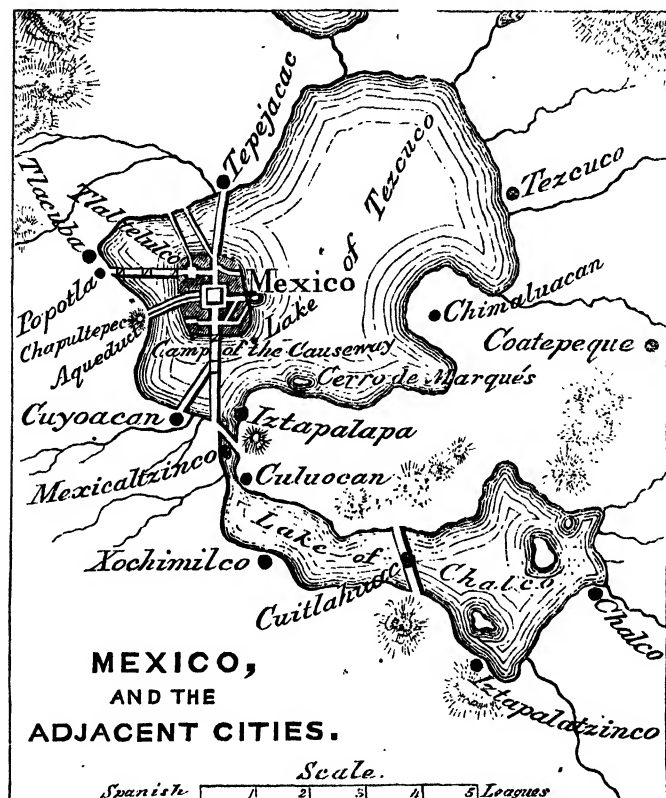 Tepejacac
Tlacuba
Tlaltelulco
Lake of Tezcuco
Tezcuco
Popotla
Mexico
Chapultepec
Aqueduct
Chimaluacan
Coatepeque
Camp of the Causeway
Cerro de Marqués
Cuyoacan
Iztapalapa
Mexicaltzinco
Culuocan
Xochimilco
Lake of Chalco
Cuitlahuac
Chalco
Iztapalatzinco
MEXICO,
AND THE
ADJACENT CITIES.
Scale.
Spanish 1 2 3 4 5 Leagues